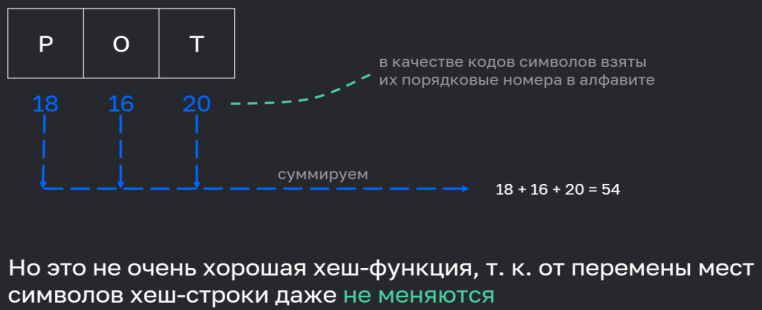 Р О Т
18 16 20
в качестве кодов символов взяты
их порядковые номера в алфавите
суммируем
18 + 16 + 20 = 54
Но это не очень хорошая хеш-функция, т. к. от перемены мест
символов хеш-строки даже не меняются